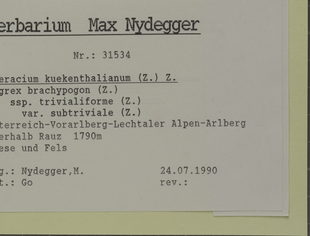 erbarium Max Nydegger
Nr.: 31534
eracium kuekenthalianum (Z.) Z.
grex brachypogon (Z.)
ssp. trivialiforme (Z.)
var. subtriviale (Z.)
terreich-Vorarlberg-Lechtaler Alpen-Arlberg
erhalb Rauz 1790m
ese und Fels
g.: Nydegger,M. 24.07.1990
t.: Go rev.: